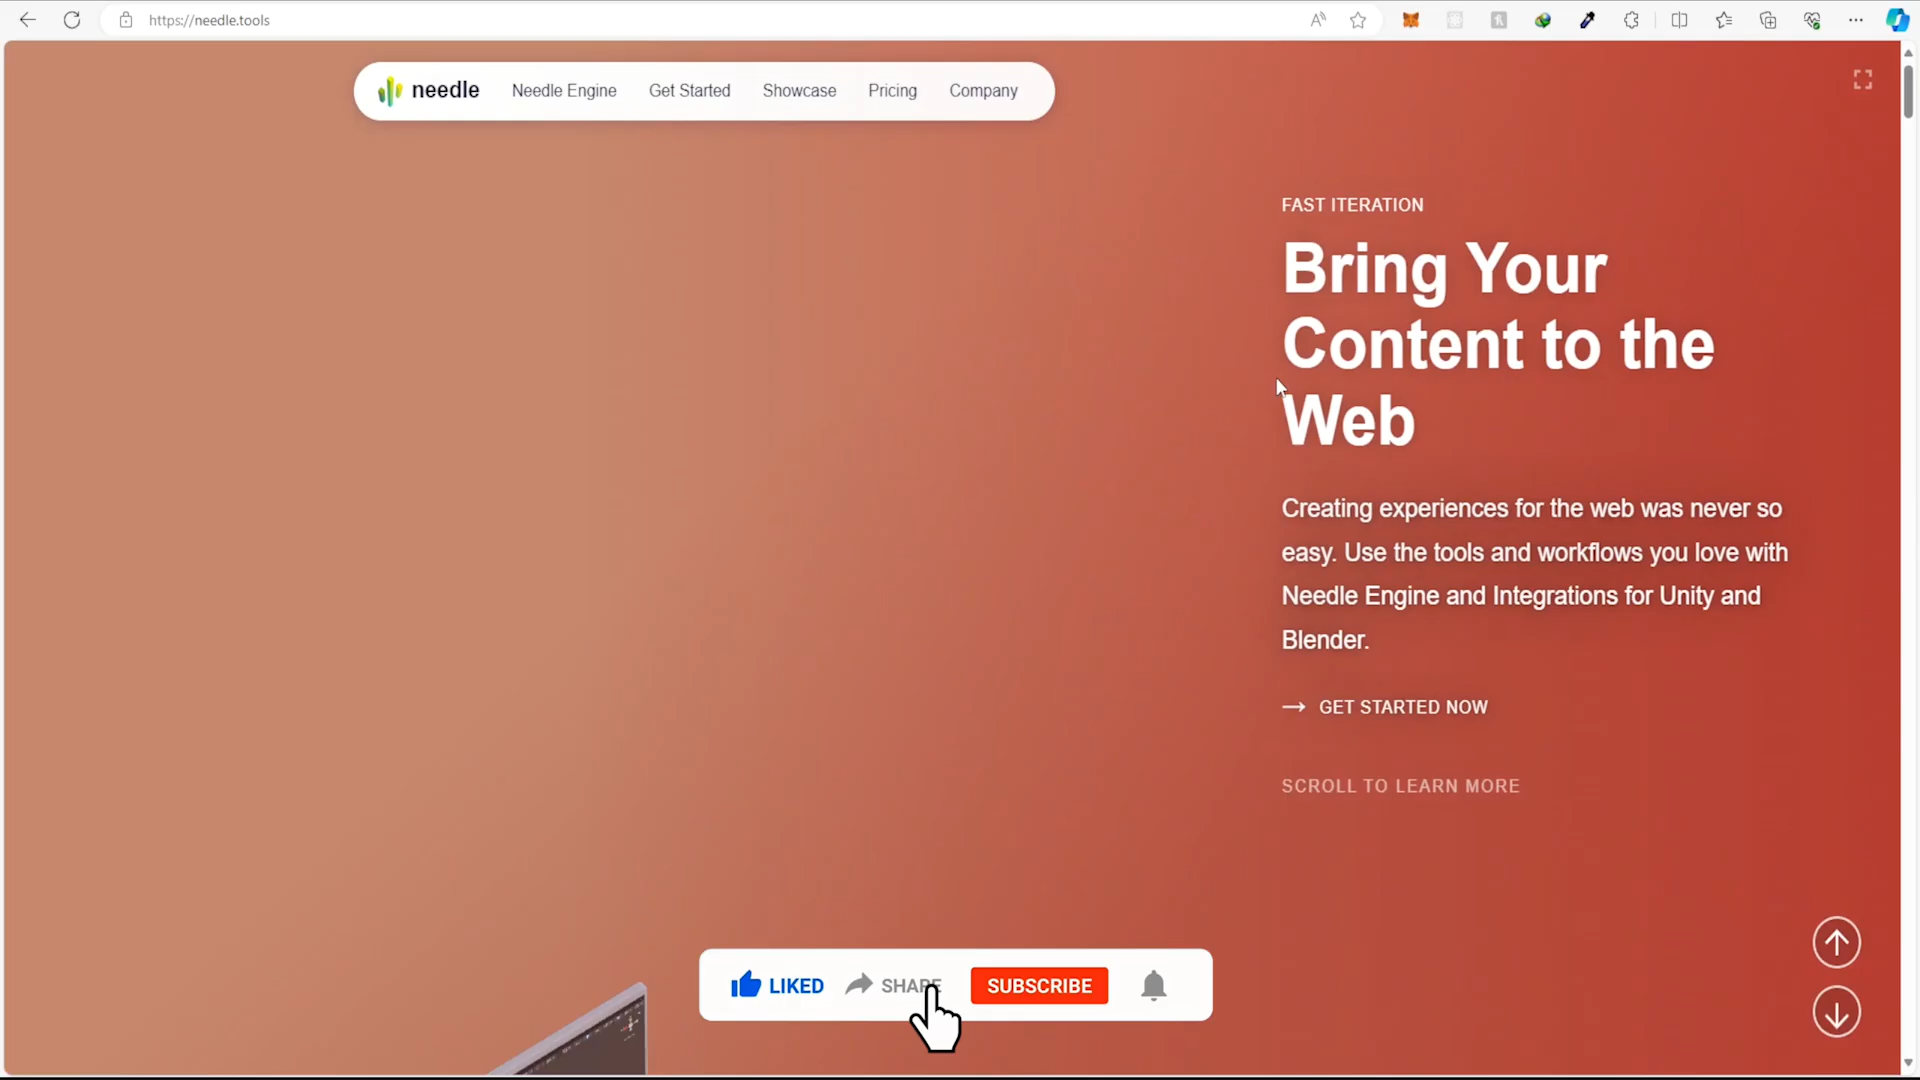 https://needle.tools
needle
Needle Engine
Get Started
Showcase
Pricing
Company
FAST ITERATION
Bring Your
Content to the
Web
Creating experiences for the web was never so
easy. Use the tools and workflows you love with
Needle Engine and Integrations for Unity and
Blender.
→ GET STARTED NOW
SCROLL TO LEARN MORE
LIKED
SHARE
SUBSCRIBE